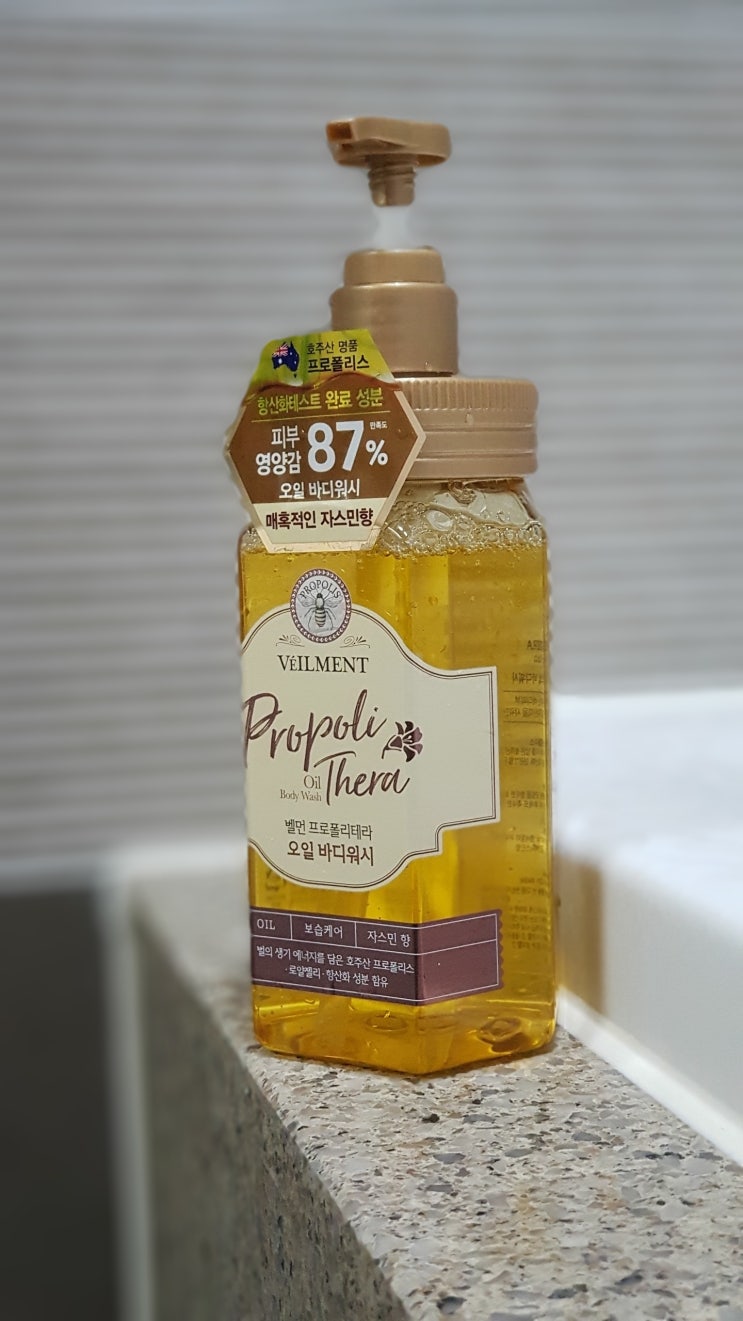 호주산 명품
프로폴리스
항산화테스트 완료 성분
피부
영양감 87% 만족도
오일 바디워시
매혹적인 자스민향
PROPOLIS
VÉILMENT
Propoli
Thera
Oil
Body Wash
벨먼 프로폴리테라
오일 바디워시
OIL 보습케어 자스민 향
벌의 생기 에너지를 담은 호주산 프로폴리스
·로얄젤리·항산화 성분 함유